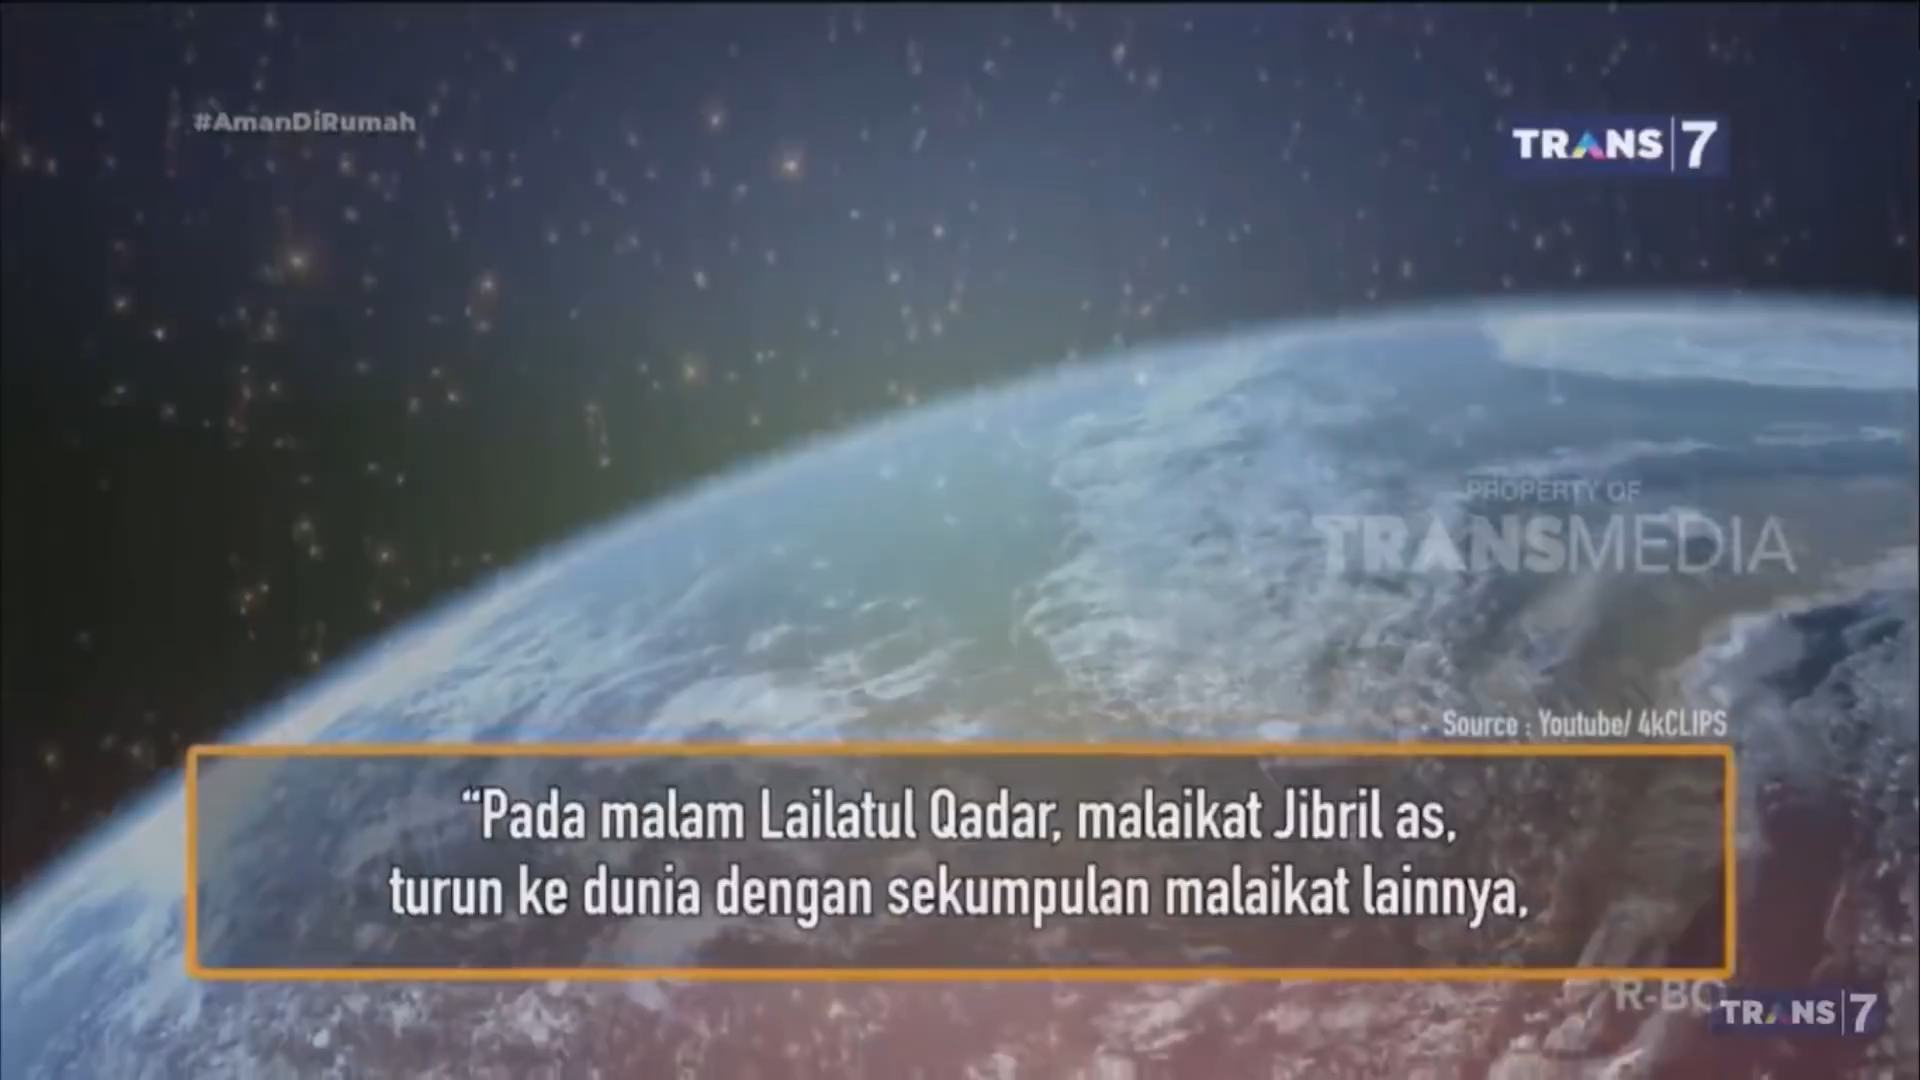 #AmanDiRumah
TRANS|7
PROPERTY OF
TRANSMEDIA
Source : Youtube/ 4kCLIPS
“Pada malam Lailatul Qadar, malaikat Jibril as,
turun ke dunia dengan sekumpulan malaikat lainnya,
R-BO
TRANS|7